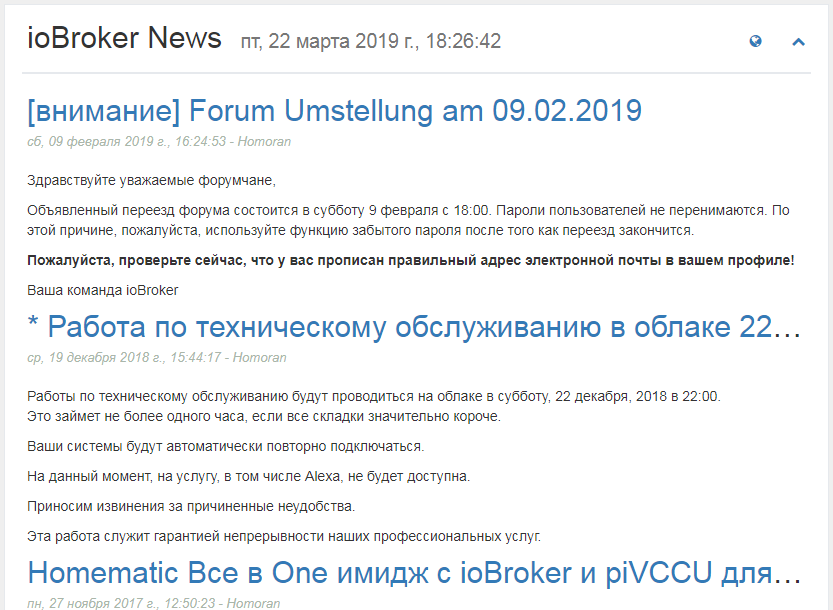 ioBroker News пт, 22 марта 2019 г., 18:26:42
[внимание] Forum Umstellung am 09.02.2019
сб, 09 февраля 2019 г., 16:24:53 - Homoran
Здравствуйте уважаемые форумчане,
Объявленный переезд форума состоится в субботу 9 февраля с 18:00. Пароли пользователей не перенимаются. По
этой причине, пожалуйста, используйте функцию забытого пароля после того как переезд закончится.
Пожалуйста, проверьте сейчас, что у вас прописан правильный адрес электронной почты в вашем профиле!
Ваша команда ioBroker
* Работа по техническому обслуживанию в облаке 22...
ср, 19 декабря 2018 г., 15:44:17 - Homoran
Работы по техническому обслуживанию будут проводиться на облаке в субботу, 22 декабря, 2018 в 22:00.
Это займет не более одного часа, если все складки значительно короче.
Ваши системы будут автоматически повторно подключаться.
На данный момент, на услугу, в том числе Alexa, не будет доступна.
Приносим извинения за причиненные неудобства.
Эта работа служит гарантией непрерывности наших профессиональных услуг.
Homematic Все в One имидж с ioBroker и piVCCU для...
пн, 27 ноября 2017 г., 12:50:23 - Homoran